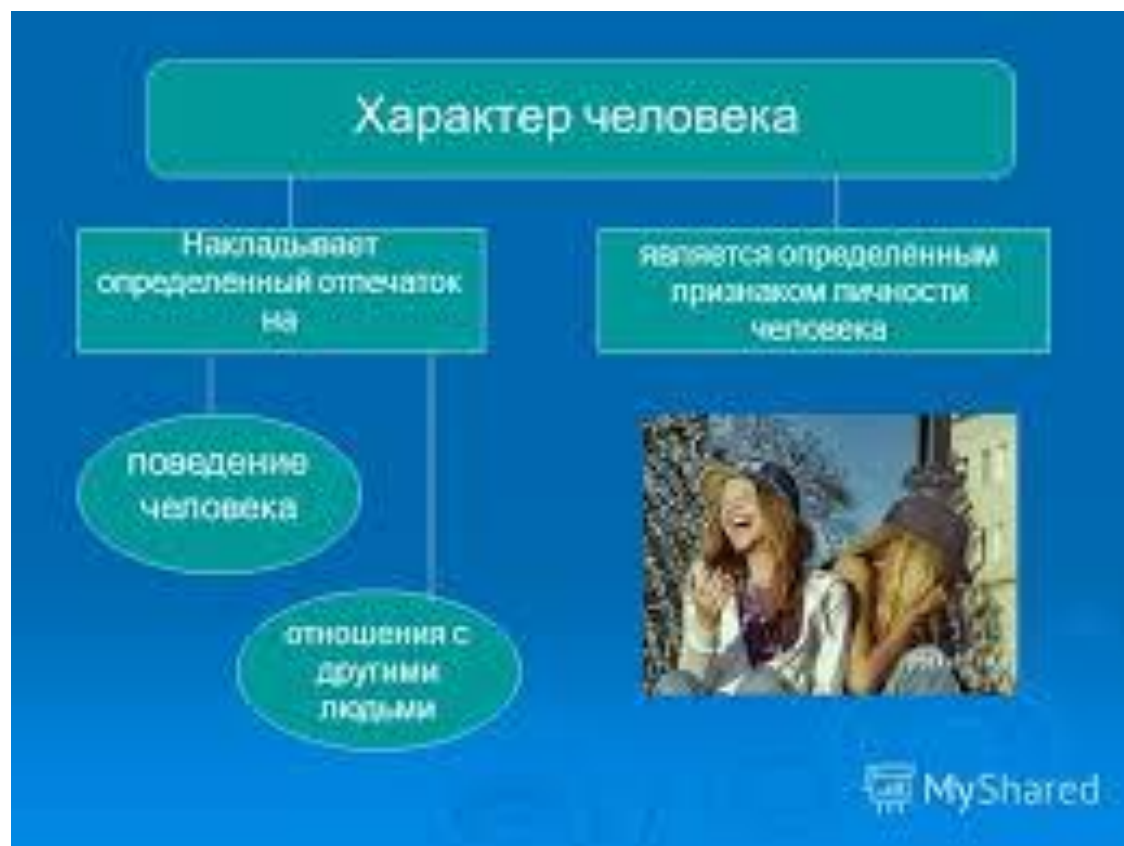 Характер человека
Накладывает
определённый отпечаток
на
является определённым
признаком личности
человека
поведение
человека
отношения с
другими
людьми
MyShared